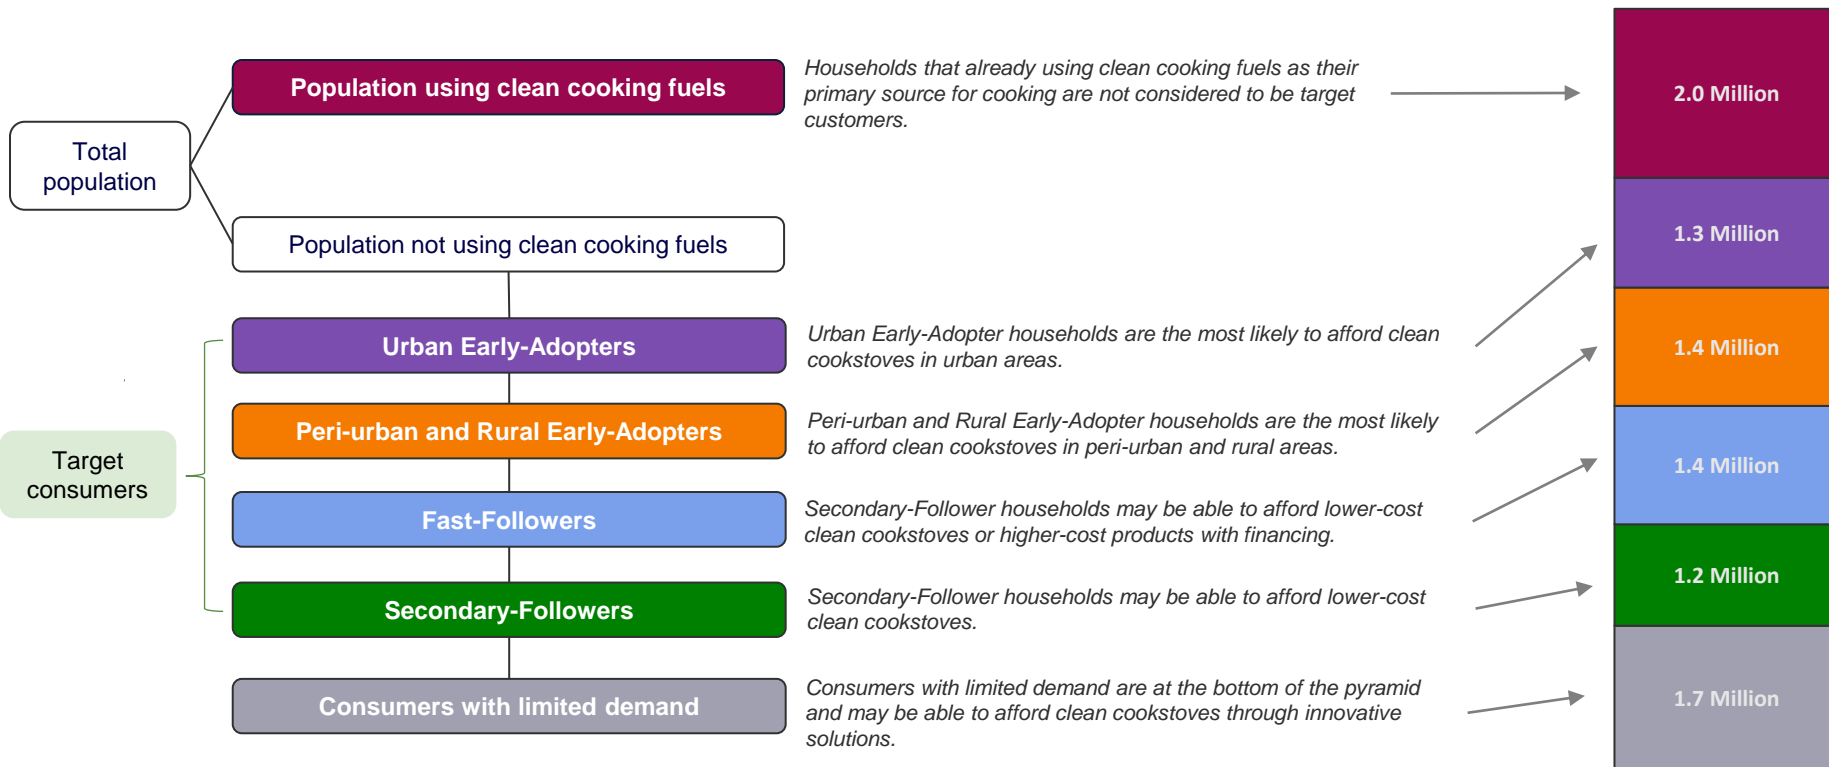 Population using clean cooking fuels
Households that already using clean cooking fuels as their
primary source for cooking are not considered to be target
customers.
2.0 Million
Total
population
Population not using clean cooking fuels
1.3 Million
Urban Early-Adopters
Urban Early-Adopter households are the most likely to afford clean
cookstoves in urban areas.
1.4 Million
Peri-urban and Rural Early-Adopters
Peri-urban and Rural Early-Adopter households are the most likely
to afford clean cookstoves in peri-urban and rural areas.
Target
consumers
1.4 Million
Fast-Followers
Secondary-Follower households may be able to afford lower-cost
clean cookstoves or higher-cost products with financing.
1.2 Million
Secondary-Followers
Secondary-Follower households may be able to afford lower-cost
clean cookstoves.
Consumers with limited demand
Consumers with limited demand are at the bottom of the pyramid
and may be able to afford clean cookstoves through innovative
solutions.
1.7 Million